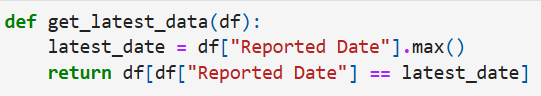 def get_latest_data(df):
    latest_date = df["Reported Date"].max()
    return df[df["Reported Date"] == latest_date]